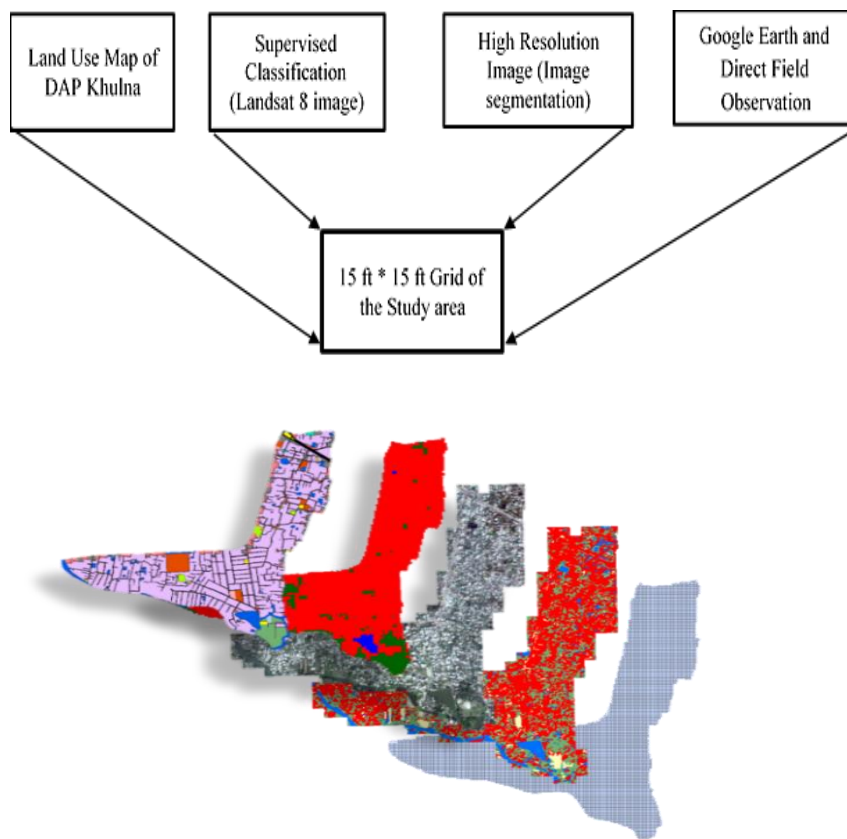 Land Use Map of
DAP Khulna
Supervised
Classification
(Landsat 8 image)
High Resolution
Image (Image
segmentation)
Google Earth and
Direct Field
Observation
15 ft * 15 ft Grid of
the Study area